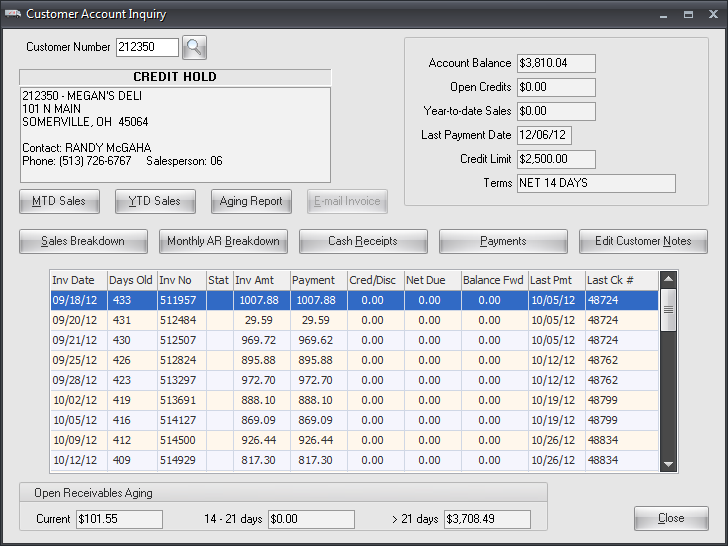 Customer Account Inquiry
Customer Number 212350
CREDIT HOLD
212350 - MEGAN'S DELI
101 N MAIN
SOMERVILLE, OH 45064
Contact: RANDY McGAHA
Phone: (513) 726-6767 Salesperson: 06
Account Balance $3,810.04
Open Credits $0.00
Year-to-date Sales $0.00
Last Payment Date 12/06/12
Credit Limit $2,500.00
Terms NET 14 DAYS
MTD Sales YTD Sales Aging Report E-mail Invoice
Sales Breakdown Monthly AR Breakdown Cash Receipts Payments Edit Customer Notes
Inv Date Days Old Inv No Stat Inv Amt Payment Cred/Disc Net Due Balance Fwd Last Pmt Last Ck #
09/18/12 433 511957 1007.88 1007.88 0.00 0.00 0.00 10/05/12 48724
09/20/12 431 512484 29.59 29.59 0.00 0.00 0.00 10/05/12 48724
09/21/12 430 512507 969.72 969.62 0.00 0.00 0.00 10/05/12 48724
09/25/12 426 512824 895.88 895.88 0.00 0.00 0.00 10/12/12 48762
09/28/12 423 513297 972.70 972.70 0.00 0.00 0.00 10/12/12 48762
10/02/12 419 513691 888.10 888.10 0.00 0.00 0.00 10/19/12 48799
10/05/12 416 514127 869.09 869.09 0.00 0.00 0.00 10/19/12 48799
10/09/12 412 514500 926.44 926.44 0.00 0.00 0.00 10/26/12 48834
10/12/12 409 514929 817.30 817.30 0.00 0.00 0.00 10/26/12 48834
Open Receivables Aging
Current $101.55 14 - 21 days $0.00 > 21 days $3,708.49
Close